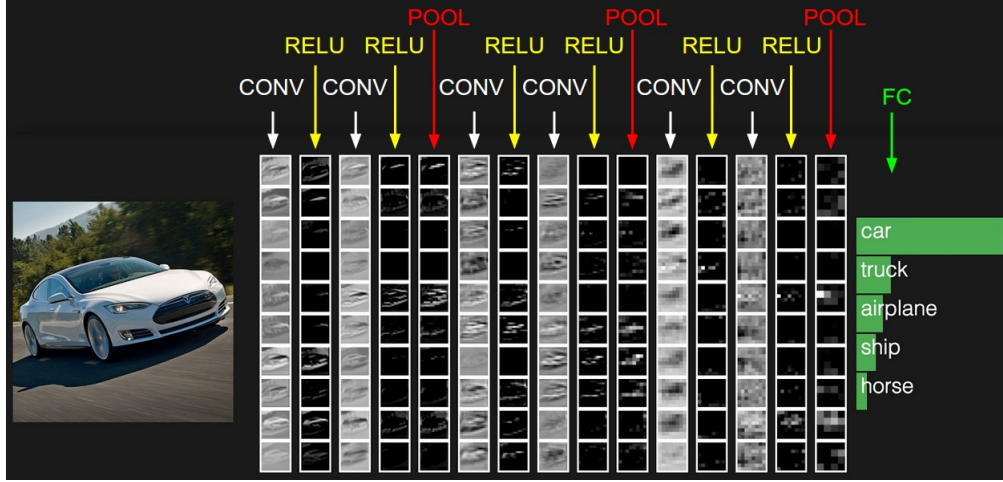 POOL POOL POOL
RELU RELU RELU RELU RELU RELU
CONV CONV CONV CONV CONV CONV
FC
car
truck
airplane
ship
horse